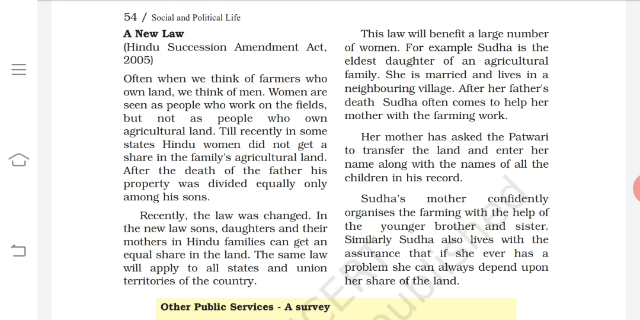 54 / Social and Political Life
A New Law
(Hindu Succession Amendment Act,
2005)
Often when we think of farmers who
own land, we think of men. Women are
seen as people who work on the fields,
but not as people who own
agricultural land. Till recently in some
states Hindu women did not get a
share in the family's agricultural land.
After the death of the father his
property was divided equally only
among his sons.
Recently, the law was changed. In
the new law sons, daughters and their
mothers in Hindu families can get an
equal share in the land. The same law
will apply to all states and union
territories of the country.
This law will benefit a large number
of women. For example Sudha is the
eldest daughter of an agricultural
family. She is married and lives in a
neighbouring village. After her father's
death Sudha often comes to help her
mother with the farming work.
Her mother has asked the Patwari
to transfer the land and enter her
name along with the names of all the
children in his record.
Sudha's mother confidently
organises the farming with the help of
the younger brother and sister.
Similarly Sudha also lives with the
assurance that if she ever has a
problem she can always depend upon
her share of the land.
Other Public Services - A survey